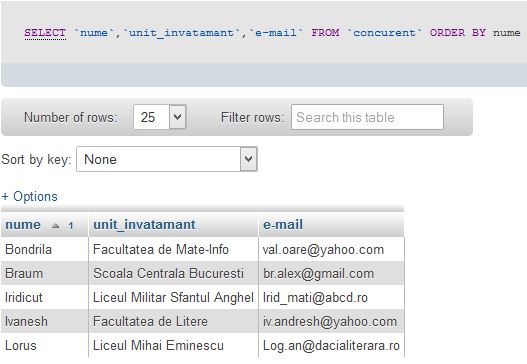 SELECT `nume`,`unit_invatamant`,`e-mail` FROM `concurent` ORDER BY nume
Number of rows: 25 Filter rows: Search this table
Sort by key: None
+ Options
nume 1 unit_invatamant e-mail
Bondrila Facultatea de Mate-Info val.oare@yahoo.com
Braum Scoala Centrala Bucuresti br.alex@gmail.com
Iridicut Liceul Militar Sfantul Anghel Irid_mati@abcd.ro
Ivanesh Facultatea de Litere iv.andresh@yahoo.com
Lorus Liceul Mihai Eminescu Log.an@dacialiterara.ro